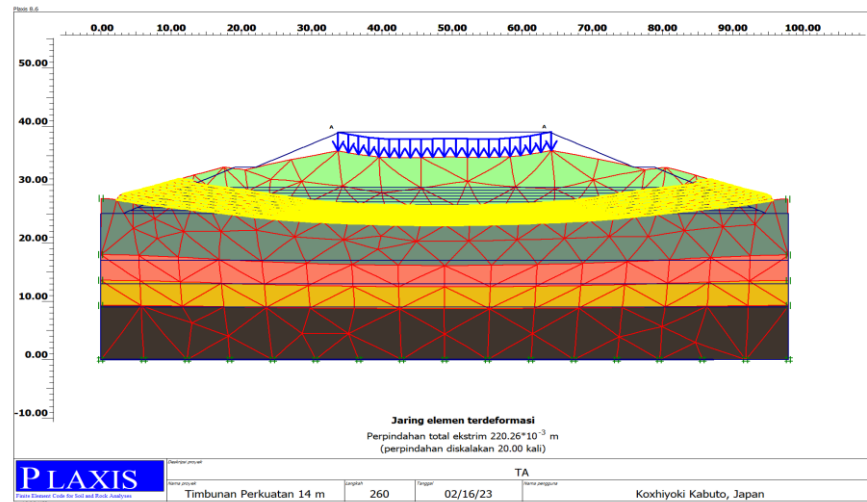 Plaxis 8.6
0.00 10.00 20.00 30.00 40.00 50.00 60.00 70.00 80.00 90.00 100.00
50.00
40.00
A A
30.00
20.00
10.00
0.00
-10.00
Jaring elemen terdeformasi
Perpindahan total ekstrim 220.26*10-3 m
(perpindahan diskalakan 20.00 kali)
PLAXIS
Finite Element Code for Soil and Rock Analyses
Deskripsi proyek
TA
Nama proyek
Timbunan Perkuatan 14 m
Langkah
260
Tanggal
02/16/23
Nama pengguna
Koxhiyoki Kabuto, Japan